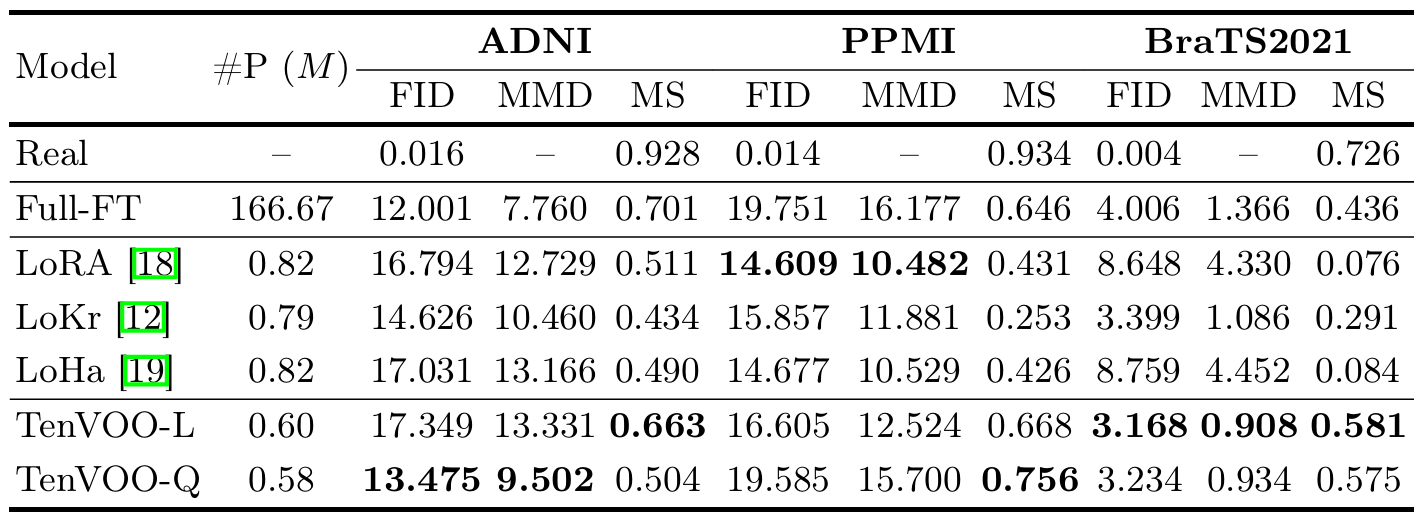 Model #P (M) ADNI PPMI BraTS2021
FID MMD MS FID MMD MS FID MMD MS
Real – 0.016 – 0.928 0.014 – 0.934 0.004 – 0.726
Full-FT 166.67 12.001 7.760 0.701 19.751 16.177 0.646 4.006 1.366 0.436
LoRA [18] 0.82 16.794 12.729 0.511 14.609 10.482 0.431 8.648 4.330 0.076
LoKr [12] 0.79 14.626 10.460 0.434 15.857 11.881 0.253 3.399 1.086 0.291
LoHa [19] 0.82 17.031 13.166 0.490 14.677 10.529 0.426 8.759 4.452 0.084
TenVOO-L 0.60 17.349 13.331 0.663 16.605 12.524 0.668 3.168 0.908 0.581
TenVOO-Q 0.58 13.475 9.502 0.504 19.585 15.700 0.756 3.234 0.934 0.575